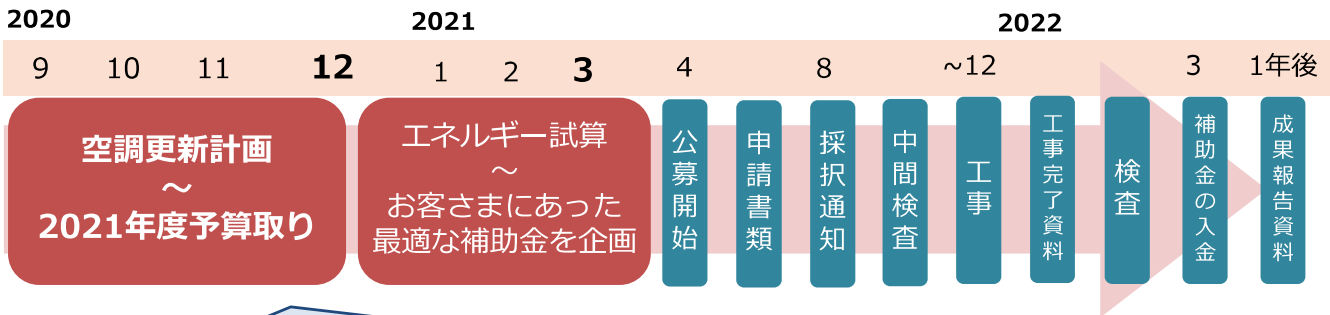 2020
2021
2022
9 10 11 12 1 2 3 4 8 ~12 3 1年後
空調更新計画
～
2021年度予算取り
エネルギー試算
～
お客さまにあった
最適な補助金を企画
公募開始
申請書類
採択通知
中間検査
工事
工事完了資料
検査
補助金の入金
成果報告資料